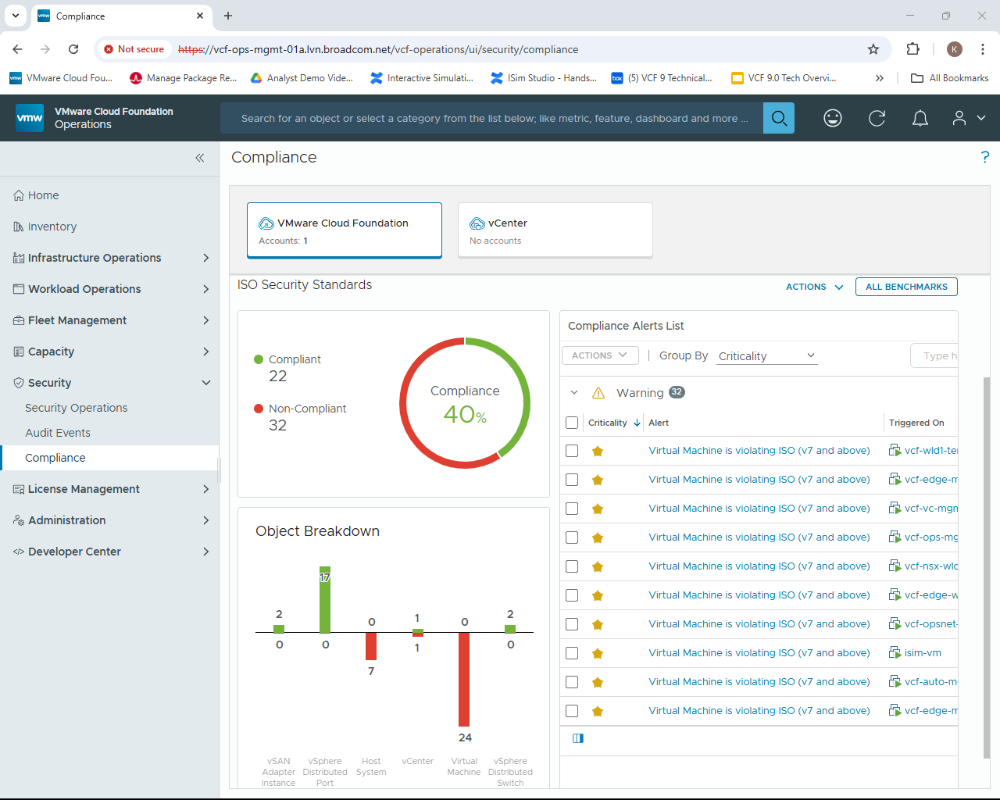 Compliance
Not secure https://vcf-ops-mgmt-01a.lvn.broadcom.net/vcf-operations/ui/security/compliance
K
VMware Cloud Fou...
Manage Package Re...
Analyst Demo Vide...
Interactive Simulati...
ISim Studio - Hands...
(5) VCF 9 Technical...
VCF 9.0 Tech Overvi...
All Bookmarks
vmw
VMware Cloud Foundation
Operations
Search for an object or select a category from the list below; like metric, feature, dashboard and more ...
Home
Inventory
Infrastructure Operations
Workload Operations
Fleet Management
Capacity
Security
Security Operations
Audit Events
Compliance
License Management
Administration
Developer Center
Compliance
?
VMware Cloud Foundation
Accounts: 1
vCenter
No accounts
ISO Security Standards
ACTIONS
ALL BENCHMARKS
Compliant
22
Non-Compliant
32
Compliance
40%
Object Breakdown
2 17 0 1 0 2
0 0 7 1 24 0
vSAN Adapter Instance
vSphere Distributed Port
Host System
vCenter
Virtual Machine
vSphere Distributed Switch
Compliance Alerts List
ACTIONS | Group By Criticality Type h
Warning 32
Criticality Alert Triggered On
Virtual Machine is violating ISO (v7 and above) vcf-wld1-te
Virtual Machine is violating ISO (v7 and above) vcf-edge-m
Virtual Machine is violating ISO (v7 and above) vcf-vc-mgm
Virtual Machine is violating ISO (v7 and above) vcf-ops-mg
Virtual Machine is violating ISO (v7 and above) vcf-nsx-wld
Virtual Machine is violating ISO (v7 and above) vcf-edge-w
Virtual Machine is violating ISO (v7 and above) vcf-opsnet-
Virtual Machine is violating ISO (v7 and above) isim-vm
Virtual Machine is violating ISO (v7 and above) vcf-auto-m
Virtual Machine is violating ISO (v7 and above) vcf-edge-m